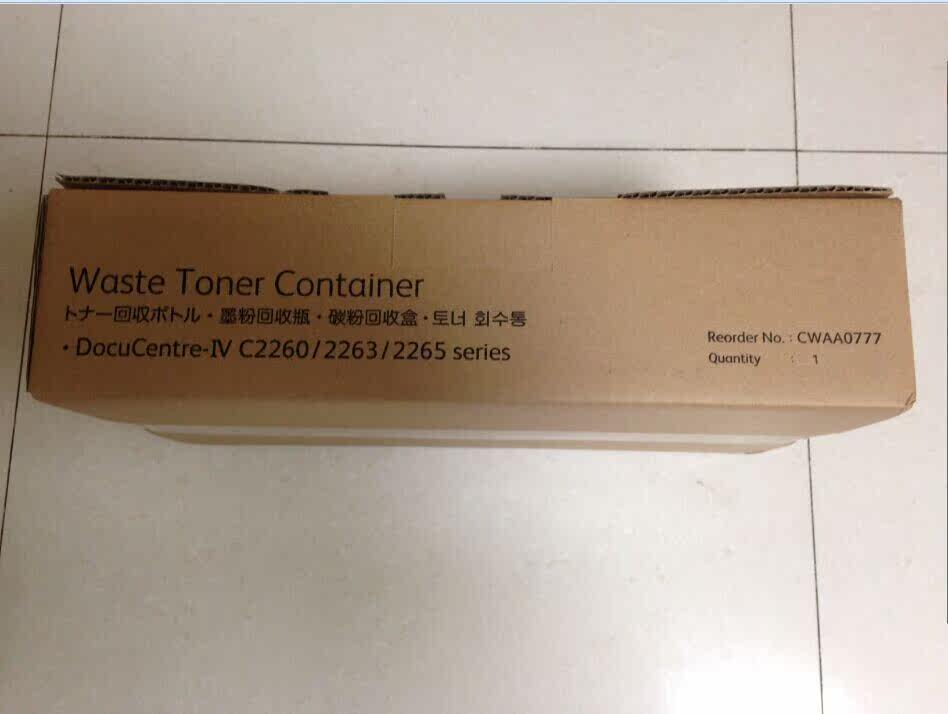 Waste Toner Container
トナー回収ボトル・墨粉回收瓶・碳粉回收盒・토너 회수통
・DocuCentre-Ⅳ C2260/2263/2265 series
Reorder No. : CWAA0777
Quantity : 1